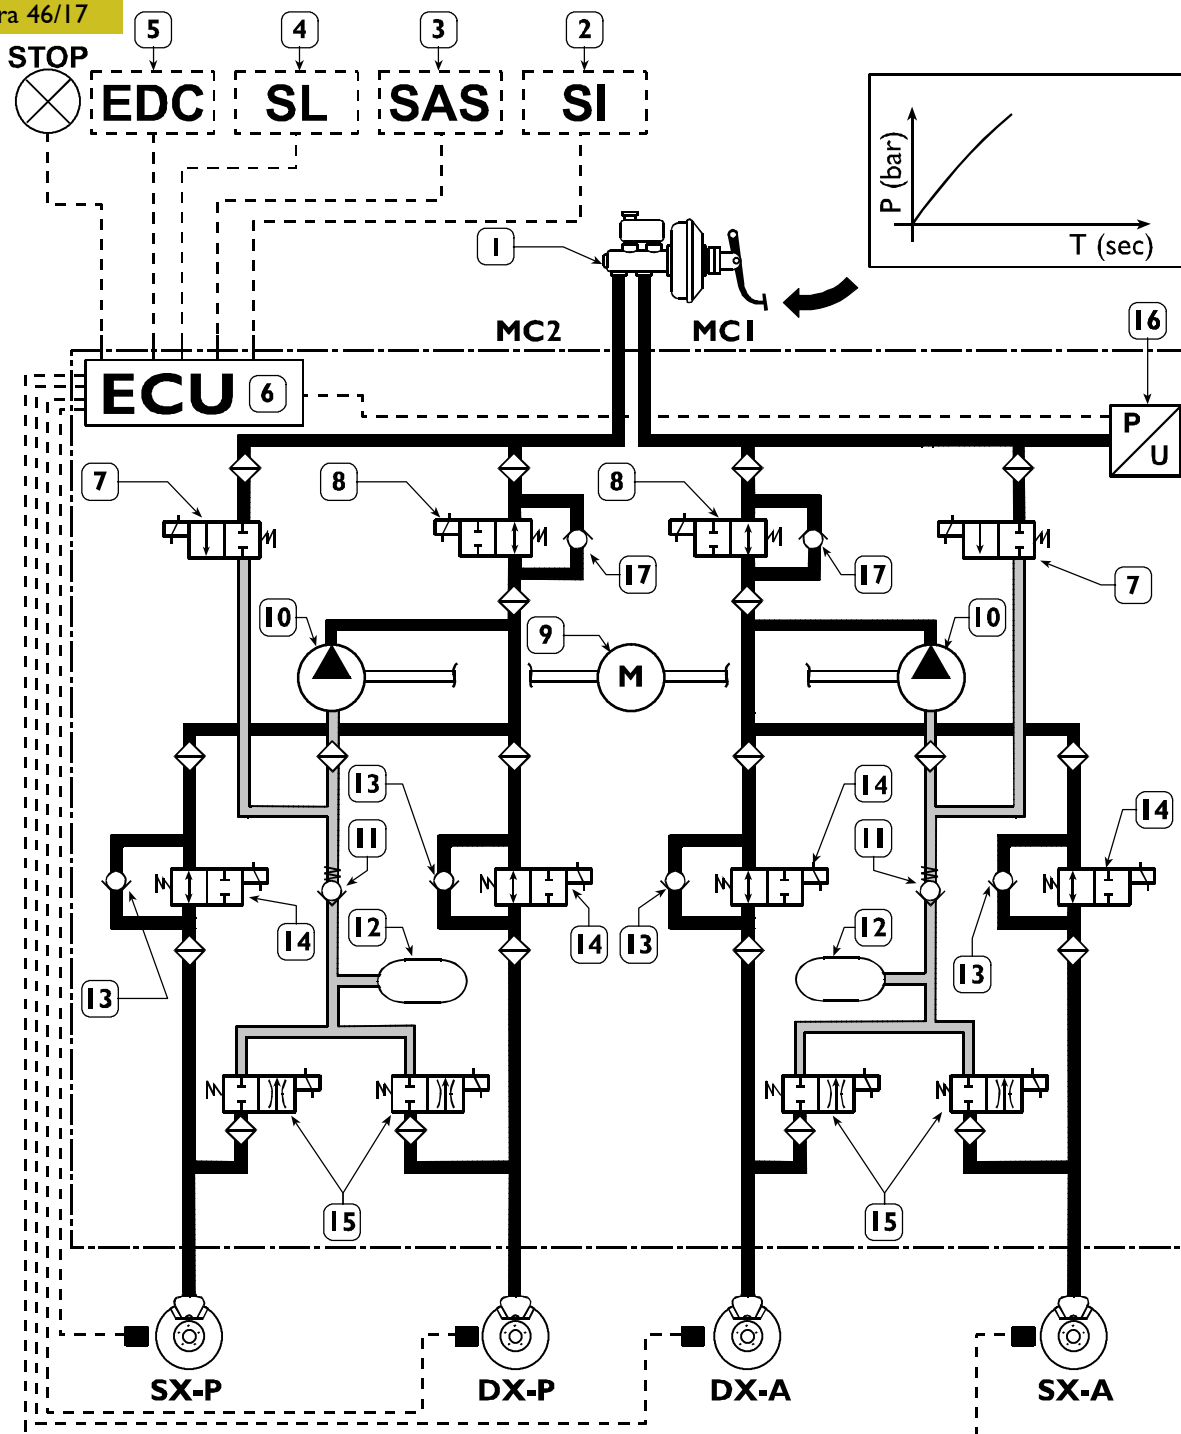 ra 46/17
5 4 3 2
STOP
EDC SL SAS SI
P (bar)
T (sec)
1
MC2 MC1
16
ECU 6
P
U
7 8 8
17 17 7
10 9 10
M
13 14 14
11 11
14 12 14 13 12 13
13
15 15
SX-P DX-P DX-A SX-A